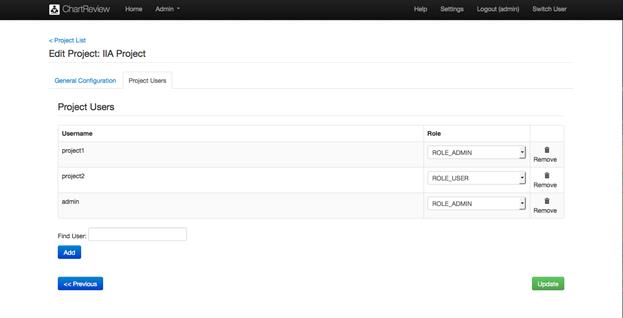 ChartReview Home Admin Help Settings Logout (admin) Switch User
< Project List
Edit Project: IIA Project
General Configuration Project Users
Project Users
Username Role
project1 ROLE_ADMIN Remove
project2 ROLE_USER Remove
admin ROLE_ADMIN Remove
Find User:
Add
<< Previous Update